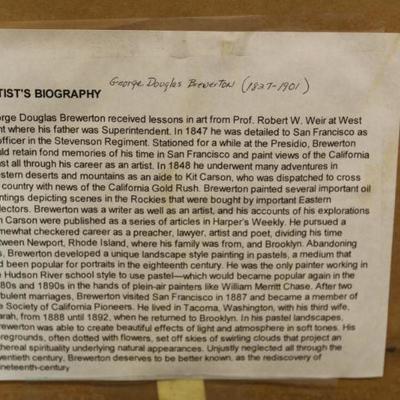 George Douglas Brewerton (1827-1901)
TIST'S BIOGRAPHY
rge Douglas Brewerton received lessons in art from Prof. Robert W. Weir at West
nt where his father was Superintendent. In 1847 he was detailed to San Francisco as
officer in the Stevenson Regiment. Stationed for a while at the Presidio, Brewerton
uld retain fond memories of his time in San Francisco and paint views of the California
ast all through his career as an artist. In 1848 he underwent many adventures in
estern deserts and mountains as an aide to Kit Carson, who was dispatched to cross
country with news of the California Gold Rush. Brewerton painted several important oil
ntings depicting scenes in the Rockies that were bought by important Eastern
llectors. Brewerton was a writer as well as an artist, and his accounts of his explorations
n Carson were published as a series of articles in Harper's Weekly. He pursued a
mewhat checkered career as a preacher, lawyer, artist and poet, dividing his time
tween Newport, Rhode Island, where his family was from, and Brooklyn. Abandoning
s, Brewerton developed a unique landscape style painting in pastels, a medium that
d been popular for portraits in the eighteenth century. He was the only painter working in
e Hudson River school style to use pastel—which would become popular again in the
80s and 1890s in the hands of plein-air painters like William Merritt Chase. After two
rbulent marriages, Brewerton visited San Francisco in 1887 and became a member of
e Society of California Pioneers. He lived in Tacoma, Washington, with his third wife,
arah, from 1888 until 1892, when he returned to Brooklyn. In his pastel landscapes,
ewerton was able to create beautiful effects of light and atmosphere in soft tones. His
regrounds, often dotted with flowers, set off skies of swirling clouds that project an
hereal spirituality underlying natural appearances. Unjustly neglected all through the
wentieth century, Brewerton deserves to be better known, as the rediscovery of
neteenth-century